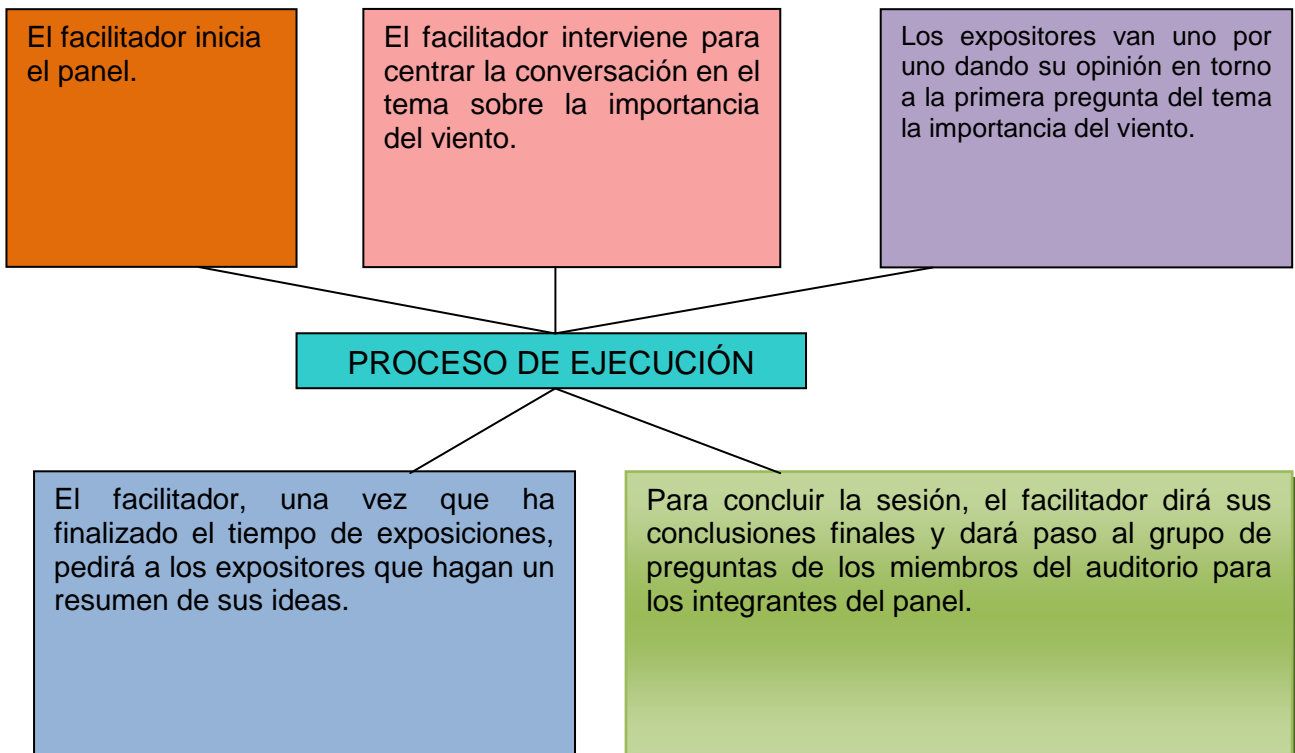 El facilitador inicia
el panel.
El facilitador interviene para
centrar la conversación en el
tema sobre la importancia
del viento.
Los expositores van uno por
uno dando su opinión en torno
a la primera pregunta del tema
la importancia del viento.
PROCESO DE EJECUCIÓN
El facilitador, una vez que ha
finalizado el tiempo de exposiciones,
pedirá a los expositores que hagan un
resumen de sus ideas.
Para concluir la sesión, el facilitador dirá sus
conclusiones finales y dará paso al grupo de
preguntas de los miembros del auditorio para
los integrantes del panel.